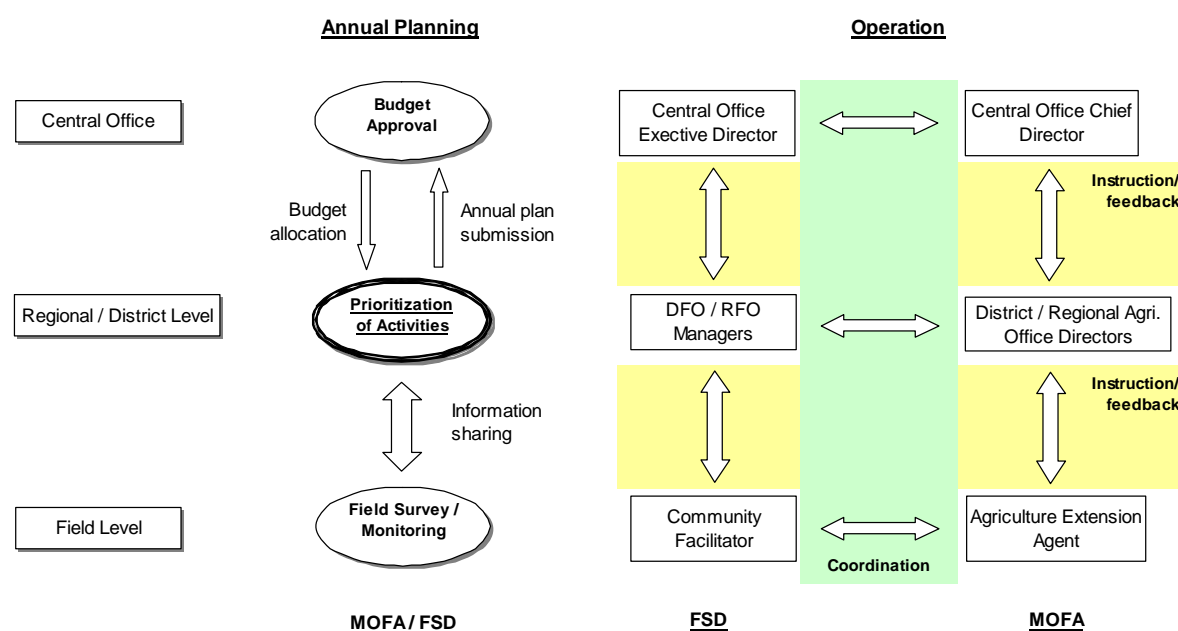 Annual Planning
Operation
Central Office
Budget
Approval
Central Office
Exective Director
Central Office Chief
Director
Budget
allocation
Annual plan
submission
Instruction/
feedback
Regional / District Level
Prioritization
of Activities
DFO / RFO
Managers
District / Regional Agri.
Office Directors
Information
sharing
Instruction/
feedback
Field Level
Field Survey /
Monitoring
Community
Facilitator
Agriculture Extension
Agent
Coordination
MOFA / FSD
FSD
MOFA